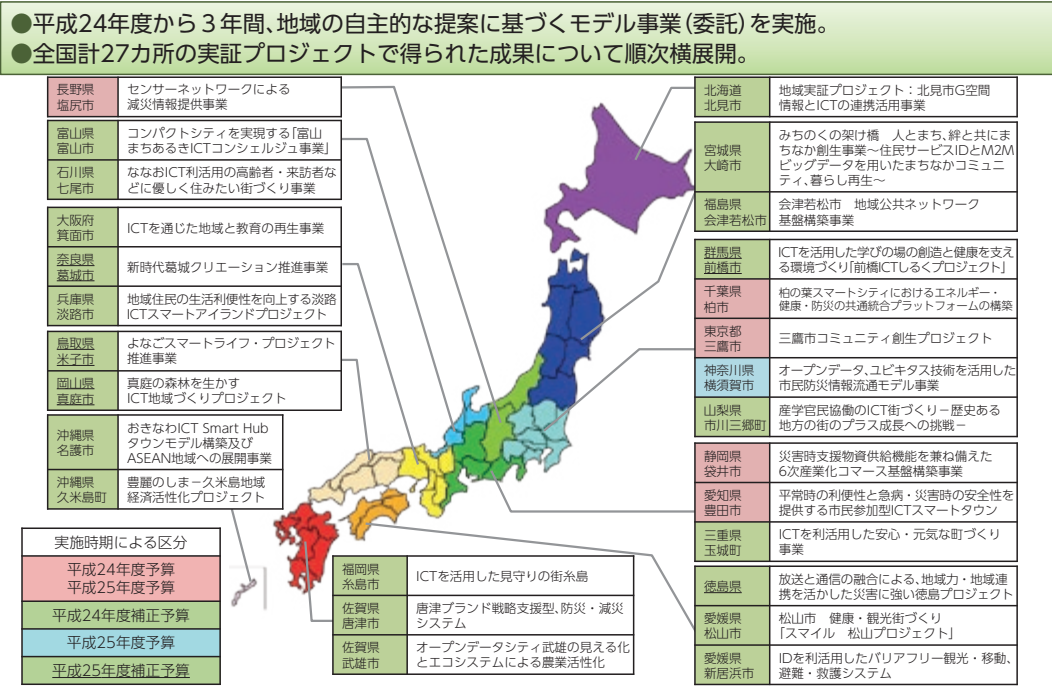 ●平成24年度から３年間、地域の自主的な提案に基づくモデル事業（委託）を実施。
●全国計27カ所の実証プロジェクトで得られた成果について順次横展開。
長野県
塩尻市
センサーネットワークによる
減災情報提供事業
富山県
富山市
コンパクトシティを実現する「富山
まちあるきICTコンシェルジュ事業」
石川県
七尾市
ななおICT利活用の高齢者・来訪者な
どに優しく住みたい街づくり事業
大阪府
箕面市
ICTを通じた地域と教育の再生事業
奈良県
葛城市
新時代葛城クリエーション推進事業
兵庫県
淡路市
地域住民の生活利便性を向上する淡路
ICTスマートアイランドプロジェクト
鳥取県
米子市
よなごスマートライフ・プロジェクト
推進事業
岡山県
真庭市
真庭の森林を生かす
ICT地域づくりプロジェクト
沖縄県
名護市
おきなわICT Smart Hub
タウンモデル構築及び
ASEAN地域への展開事業
沖縄県
久米島町
豊麗のしまー久米島地域
経済活性化プロジェクト
実施時期による区分
平成24年度予算
平成25年度予算
平成24年度補正予算
平成25年度予算
平成25年度補正予算
福岡県
糸島市
ICTを活用した見守りの街糸島
佐賀県
唐津市
唐津ブランド戦略支援型、防災・減災
システム
佐賀県
武雄市
オープンデータシティ武雄の見える化
とエコシステムによる農業活性化
北海道
北見市
地域実証プロジェクト：北見市G空間
情報とICTの連携活用事業
宮城県
大崎市
みちのくの架け橋　人とまち、絆と共にま
ちなか創生事業～住民サービスIDとM2M
ビッグデータを用いたまちなかコミュニ
ティ、暮らし再生～
福島県
会津若松市
会津若松市　地域公共ネットワーク
基盤構築事業
群馬県
前橋市
ICTを活用した学びの場の創造と健康を支え
る環境づくり「前橋ICTしるくプロジェクト」
千葉県
柏市
柏の葉スマートシティにおけるエネルギー・
健康・防災の共通統合プラットフォームの構築
東京都
三鷹市
三鷹市コミュニティ創生プロジェクト
神奈川県
横須賀市
オープンデータ、ユビキタス技術を活用した
市民防災情報流通モデル事業
山梨県
市川三郷町
産学官民協働のICT街づくり－歴史ある
地方の街のプラス成長への挑戦－
静岡県
袋井市
災害時支援物資供給機能を兼ね備えた
6次産業化コマース基盤構築事業
愛知県
豊田市
平常時の利便性と急病・災害時の安全性を
提供する市民参加型ICTスマートタウン
三重県
玉城町
ICTを利活用した安心・元気な町づくり
事業
徳島県
放送と通信の融合による、地域力・地域連
携を活かした災害に強い徳島プロジェクト
愛媛県
松山市
松山市　健康・観光街づくり
「スマイル　松山プロジェクト」
愛媛県
新居浜市
IDを利活用したバリアフリー観光・移動、
避難・救護システム